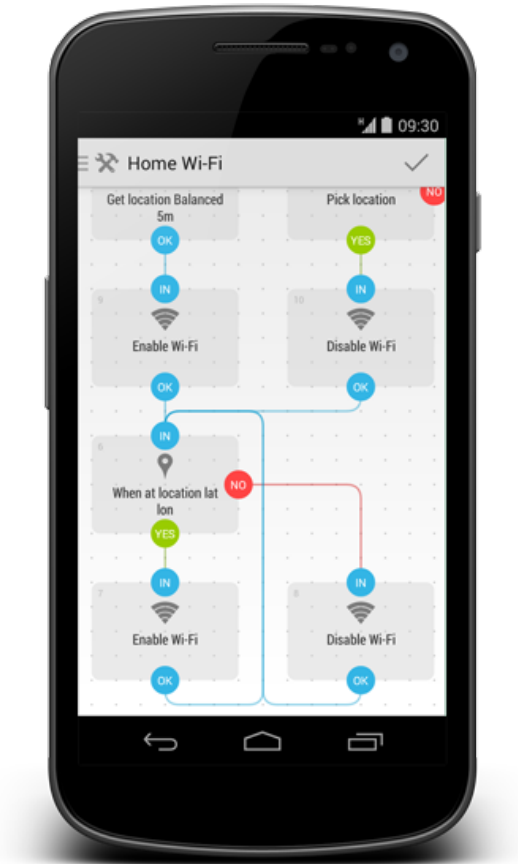 H 09:30
Home Wi-Fi
NO
Get location Balanced
5m
Pick location
OK
YES
IN
IN
9
10
Enable Wi-Fi
Disable Wi-Fi
OK
OK
IN
6
When at location lat
lon
NO
YES
IN
IN
7
8
Enable Wi-Fi
Disable Wi-Fi
OK
OK